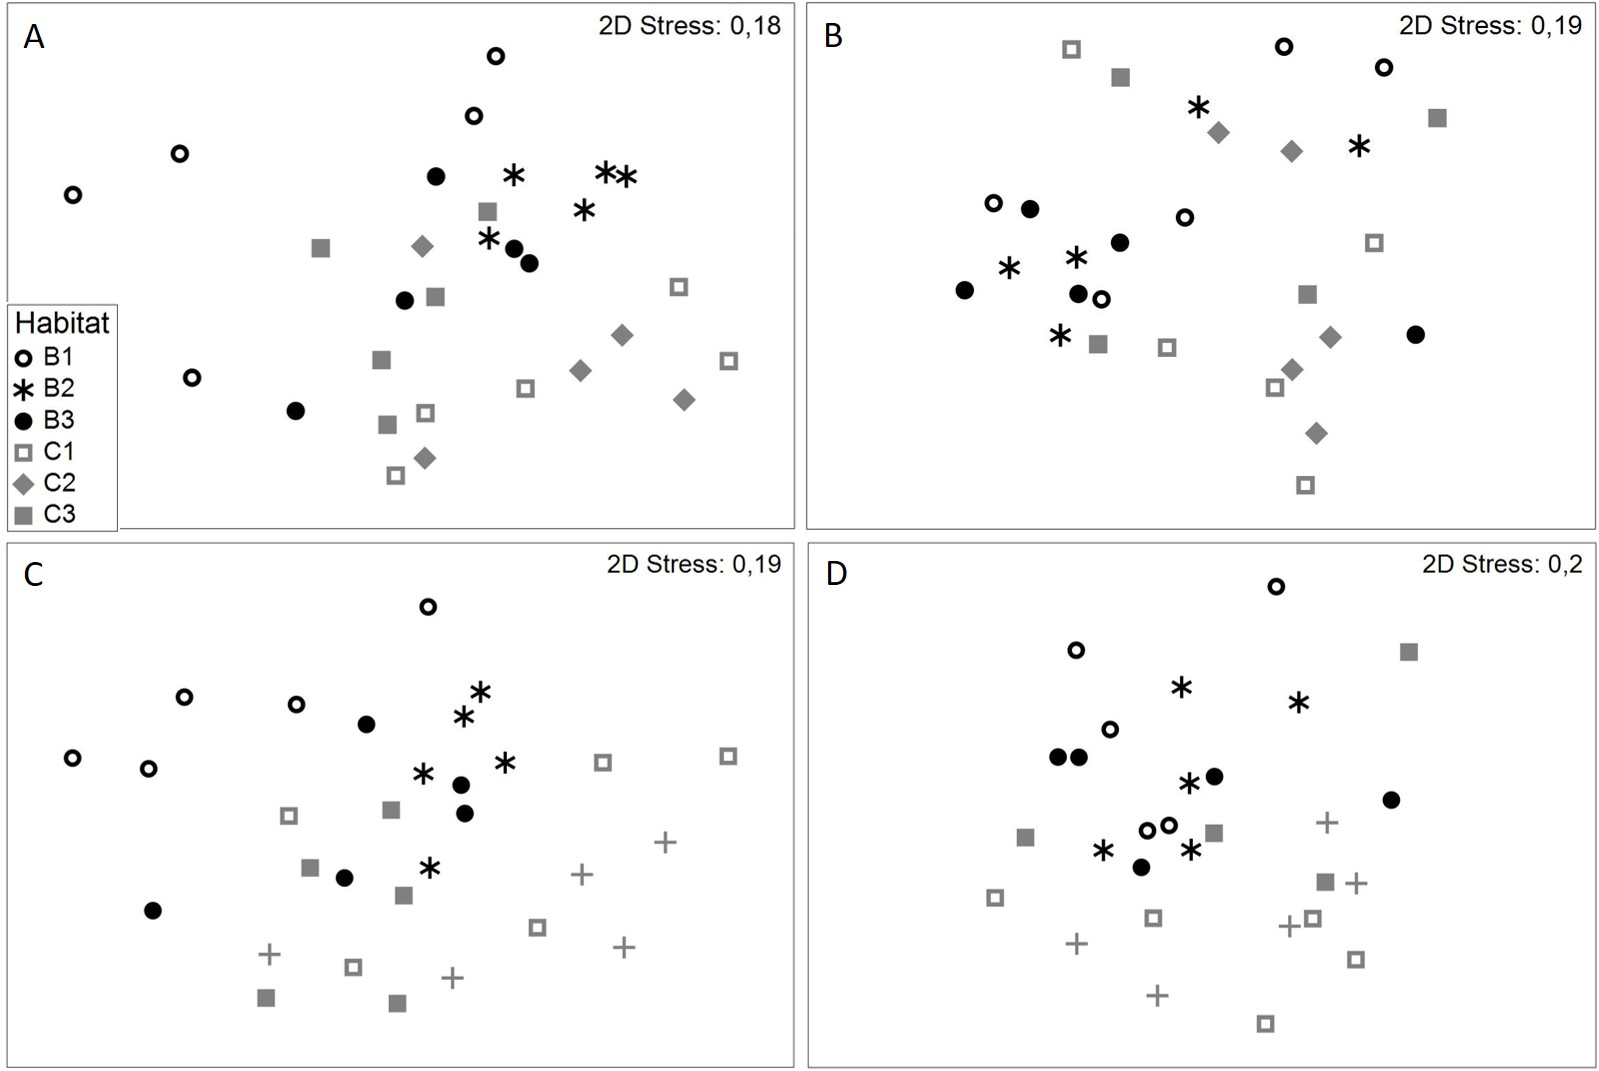 A
2D Stress: 0,18
Habitat
B1
B2
B3
C1
C2
C3
B
2D Stress: 0,19
C
2D Stress: 0,19
D
2D Stress: 0,2